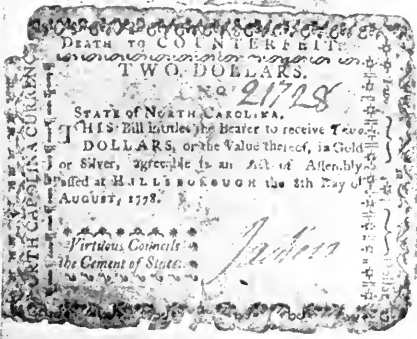 DEATH TO COUNTERFEIT
TWO DOLLARS.
No 21728
STATE of NORTH CAROLINA.
THIS Bill Entitles the Bearer to receive Two
DOLLARS, or the Value thereof, in Gold
or Silver, agreeable to an Act of Assembly
passed at HILLSBOROUGH the 8th Day of
AUGUST, 1778.
Virtuous Councils
the Cement of States.
NORTH CAROLINA CURRENC